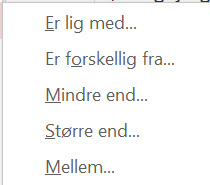 Er lig med...
Er forskellig fra...
Mindre end...
Større end...
Mellem...